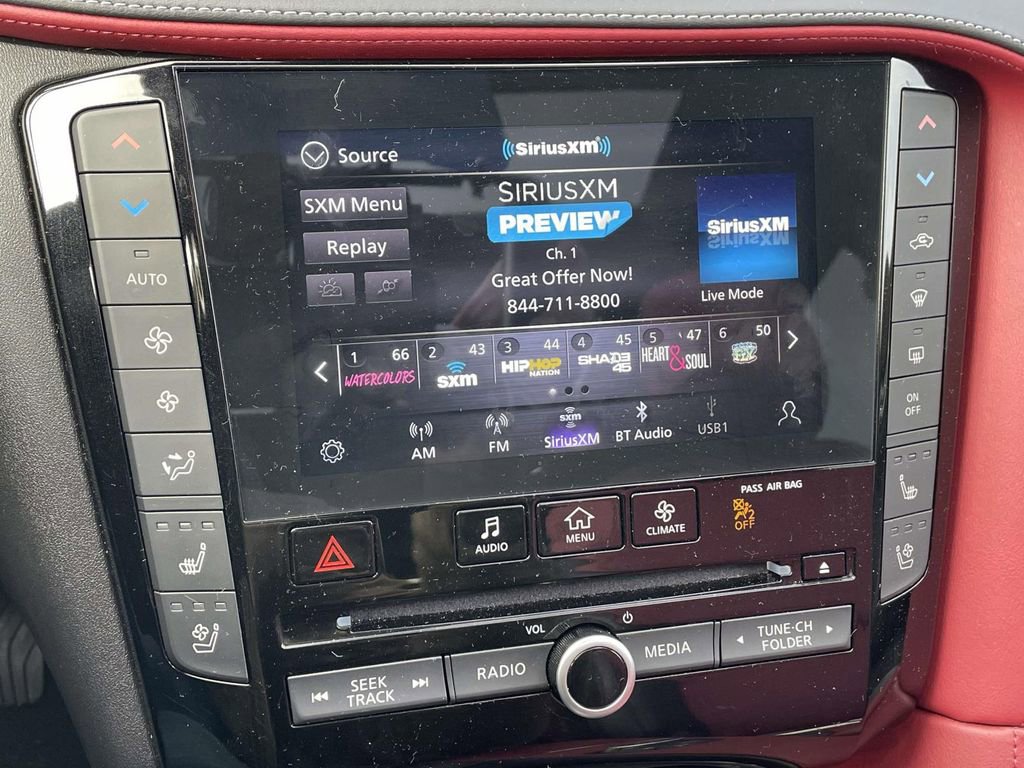 Source
SiriusXM
SXM Menu
Replay
SIRIUSXM
PREVIEW
Ch. 1
Great Offer Now!
844-711-8800
SiriusXM
Live Mode
1 66
WATERCOLORS
2 43
sxm
3 44
HIPHOP
NATION
4 45
SHADE
45
5 47
HEART & SOUL
6 50
AM
FM
sxm
SiriusXM
BT Audio
USB1
AUTO
ON
OFF
AUDIO
MENU
CLIMATE
PASS AIR BAG
2
OFF
VOL
SEEK
TRACK
RADIO
MEDIA
TUNE·CH
FOLDER